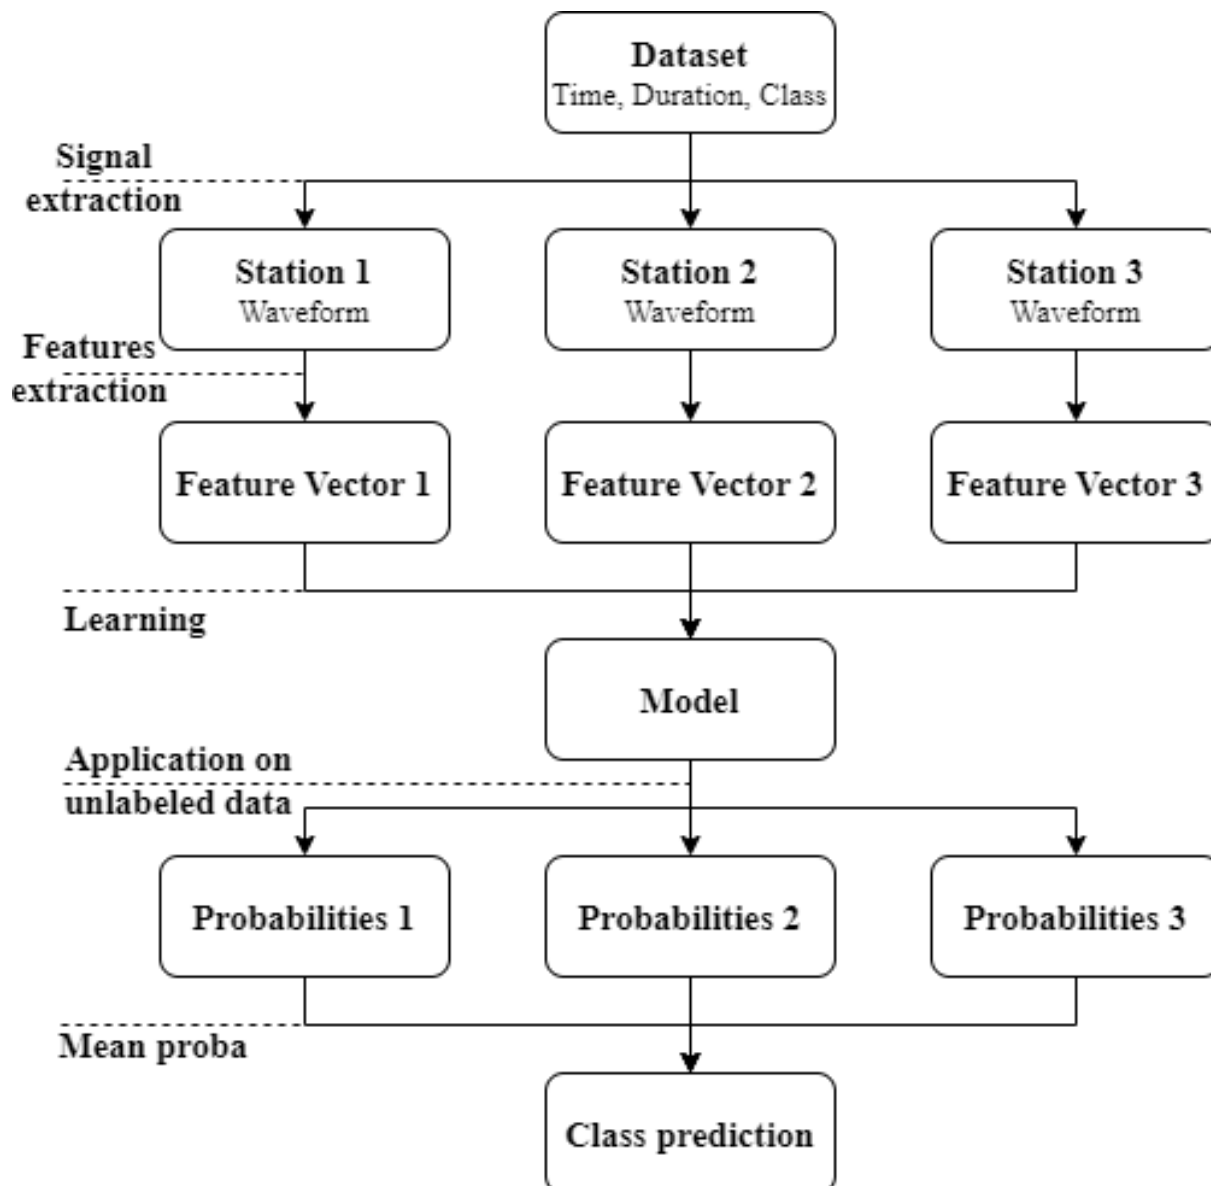 Dataset
Time, Duration, Class
Signal
extraction
Station 1
Waveform
Station 2
Waveform
Station 3
Waveform
Features
extraction
Feature Vector 1
Feature Vector 2
Feature Vector 3
Learning
Model
Application on
unlabeled data
Probabilities 1
Probabilities 2
Probabilities 3
Mean proba
Class prediction